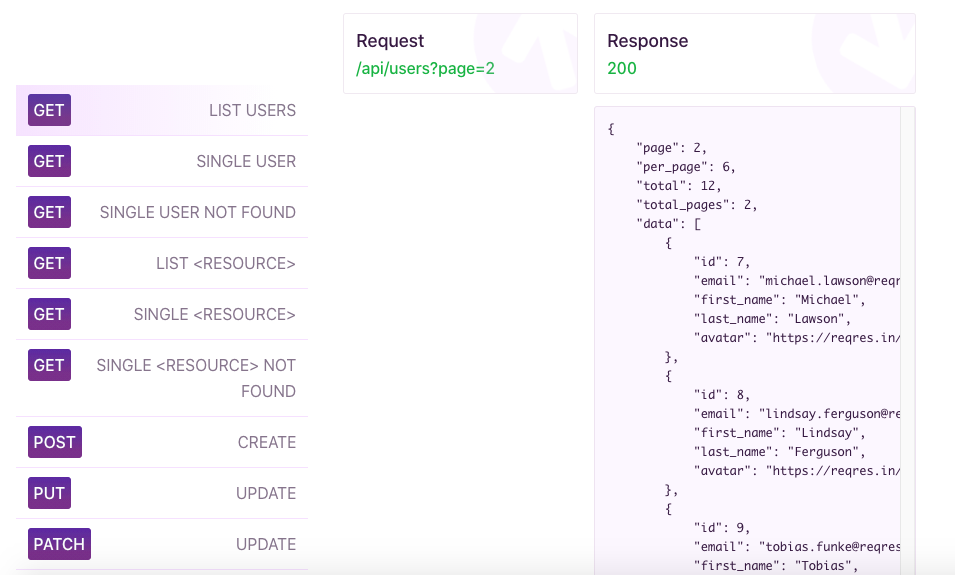 GET LIST USERS
GET SINGLE USER
GET SINGLE USER NOT FOUND
GET LIST <RESOURCE>
GET SINGLE <RESOURCE>
GET SINGLE <RESOURCE> NOT
FOUND
POST CREATE
PUT UPDATE
PATCH UPDATE
Request
/api/users?page=2
Response
200
{
    "page": 2,
    "per_page": 6,
    "total": 12,
    "total_pages": 2,
    "data": [
        {
            "id": 7,
            "email": "michael.lawson@reqr
            "first_name": "Michael",
            "last_name": "Lawson",
            "avatar": "https://reqres.in/
        },
        {
            "id": 8,
            "email": "lindsay.ferguson@re
            "first_name": "Lindsay",
            "last_name": "Ferguson",
            "avatar": "https://reqres.in/
        },
        {
            "id": 9,
            "email": "tobias.funke@reqres
            "first_name": "Tobias",